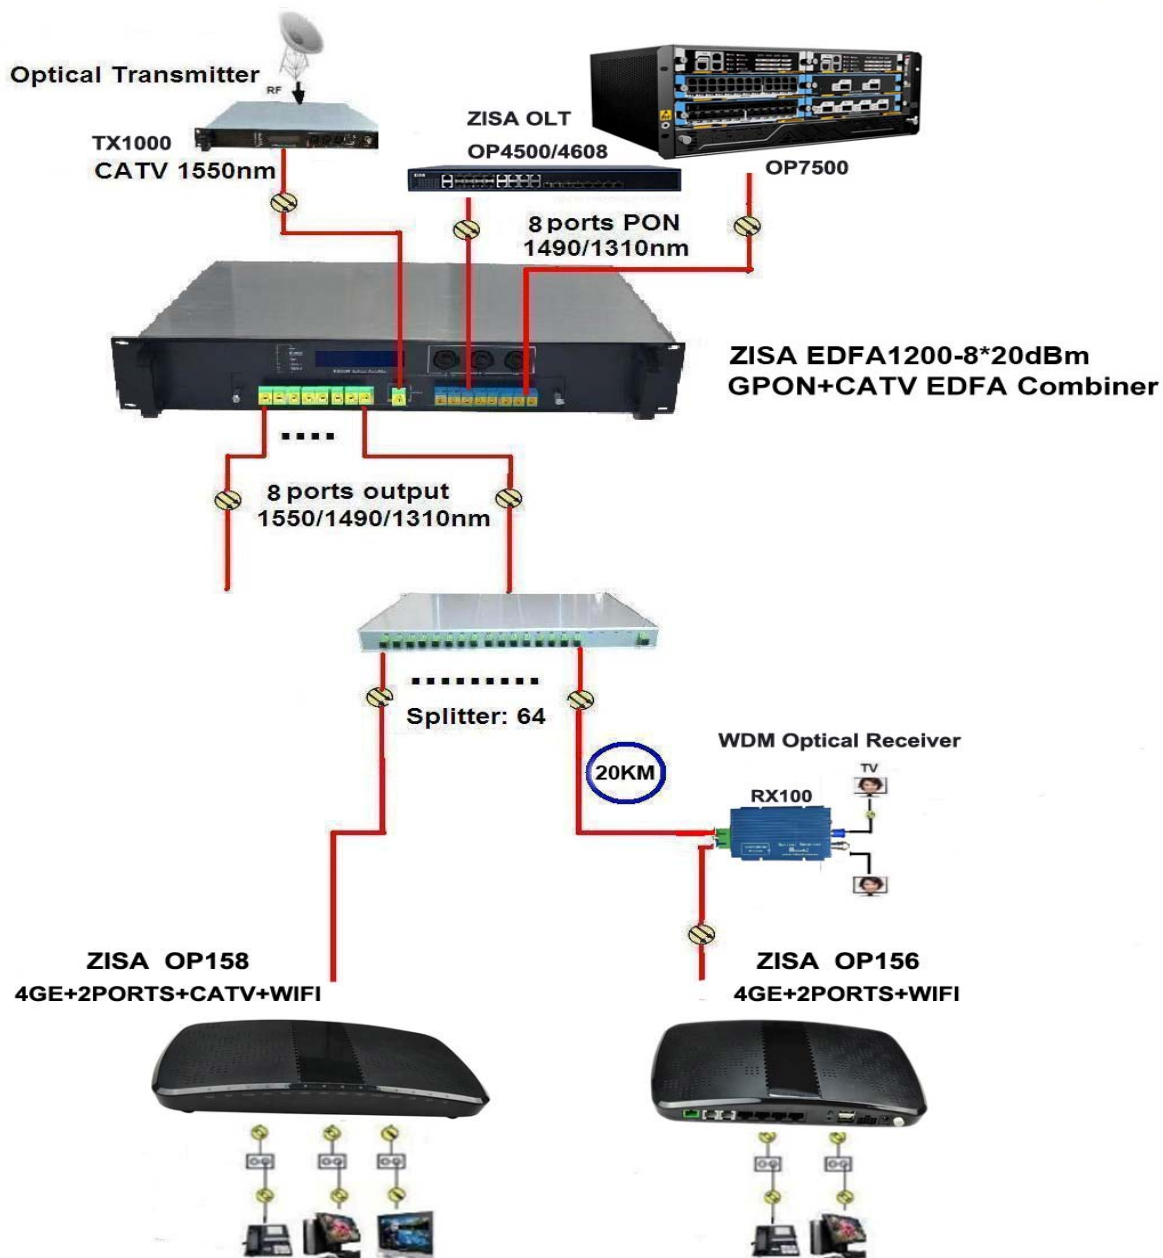 Optical Transmitter
RF
TX1000
CATV 1550nm
ZISA OLT
OP4500/4608
OP7500
8 ports PON
1490/1310nm
ZISA EDFA1200-8*20dBm
GPON+CATV EDFA Combiner
8 ports output
1550/1490/1310nm
Splitter: 64
20KM
WDM Optical Receiver
TV
RX100
ZISA OP158
4GE+2PORTS+CATV+WIFI
ZISA OP156
4GE+2PORTS+WIFI